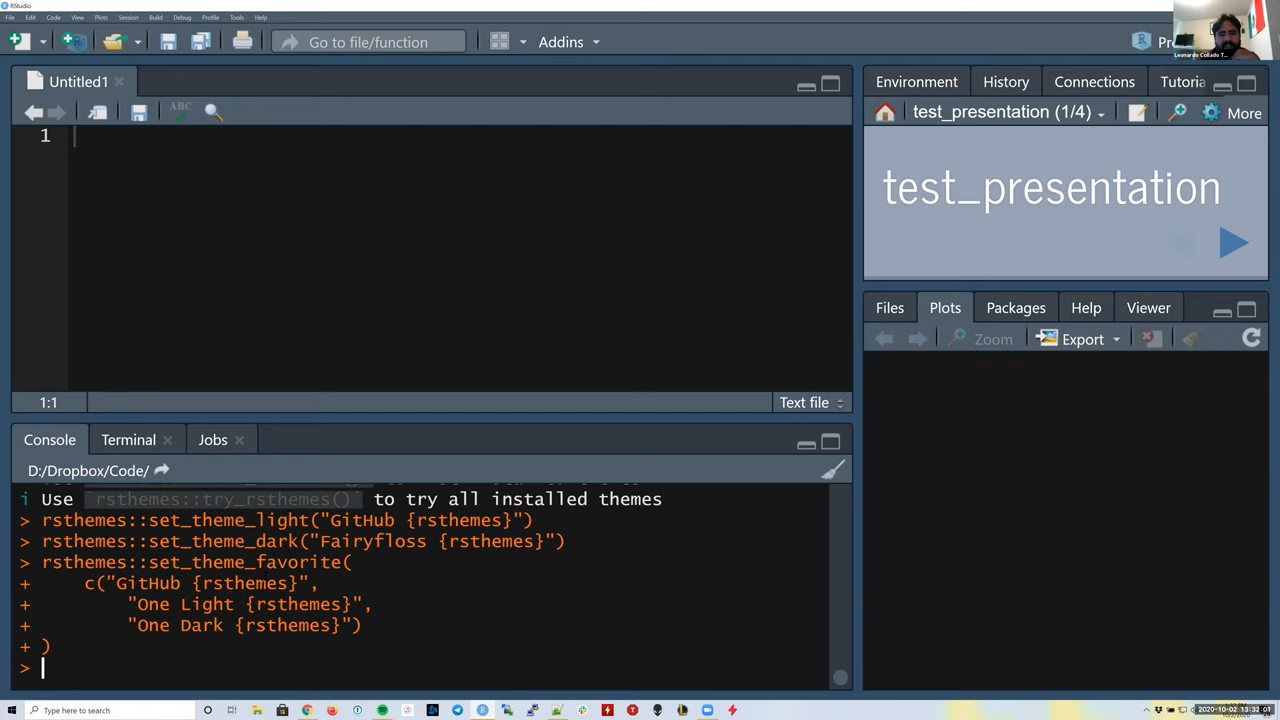 RStudio
File Edit Code View Plots Session Build Debug Profile Tools Help
Go to file/function
Addins
Leonardo Collado T...
Untitled1
ABC
1
1:1
Text file
Environment History Connections Tutoria
test_presentation (1/4)
More
test_presentation
Files Plots Packages Help Viewer
Zoom
Export
Console Terminal Jobs
D:/Dropbox/Code/
i Use `rsthemes::try_rsthemes()` to try all installed themes
> rsthemes::set_theme_light("GitHub {rsthemes}")
> rsthemes::set_theme_dark("Fairyfloss {rsthemes}")
> rsthemes::set_theme_favorite(
+ c("GitHub {rsthemes}",
+ "One Light {rsthemes}",
+ "One Dark {rsthemes}")
+ )
>
Type here to search
2020-10-02 13:32:01